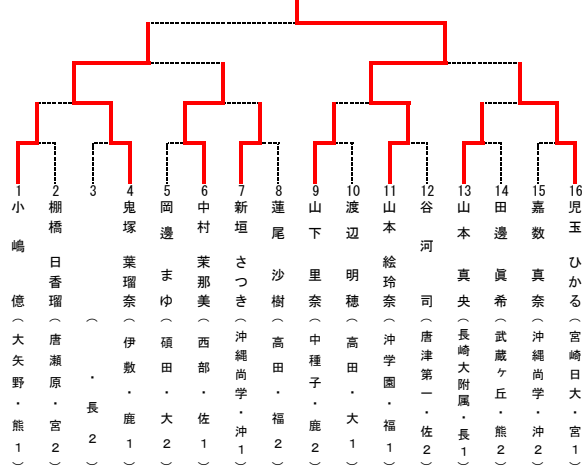 1 小嶋 億 (大矢野・熊1)
2 棚橋 日香瑠 (唐瀬原・宮2)
3 ( ・長2)
4 鬼塚 葉瑠奈 (伊敷・鹿1)
5 岡邊 まゆ (碩田・大2)
6 中村 茉那美 (西部・佐1)
7 新垣 さつき (沖縄尚学・沖1)
8 蓮尾 沙樹 (高田・福2)
9 山下 里奈 (中種子・鹿2)
10 渡辺 明穂 (高田・大1)
11 山本 絵玲奈 (沖学園・福1)
12 谷河 司 (唐津第一・佐2)
13 山本 真央 (長崎大附属・長1)
14 田邊 眞希 (武蔵ヶ丘・熊2)
15 嘉数 真奈 (沖縄尚学・沖2)
16 児玉 ひかる (宮崎日大・宮1)